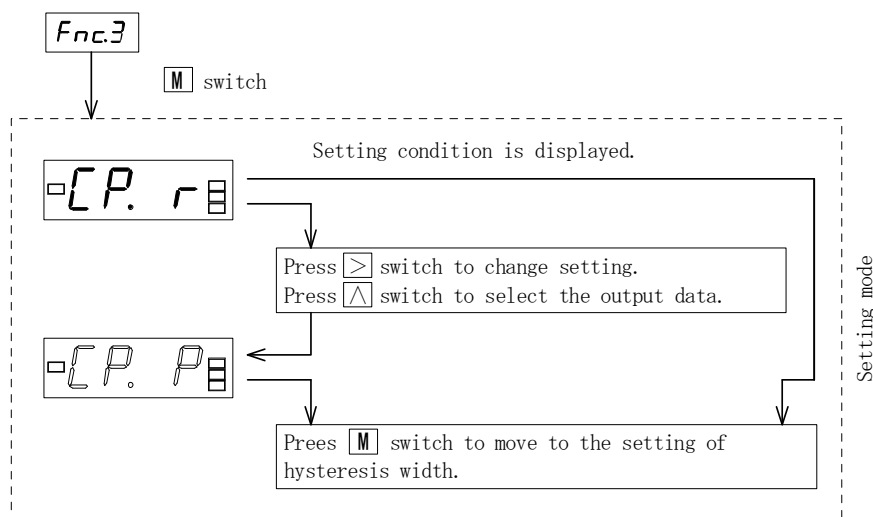 Fnc.3
M switch
Setting condition is displayed.
CP. r
Press > switch to change setting.
Press ∧ switch to select the output data.
CP. P
Prees M switch to move to the setting of
hysteresis width.
Setting mode